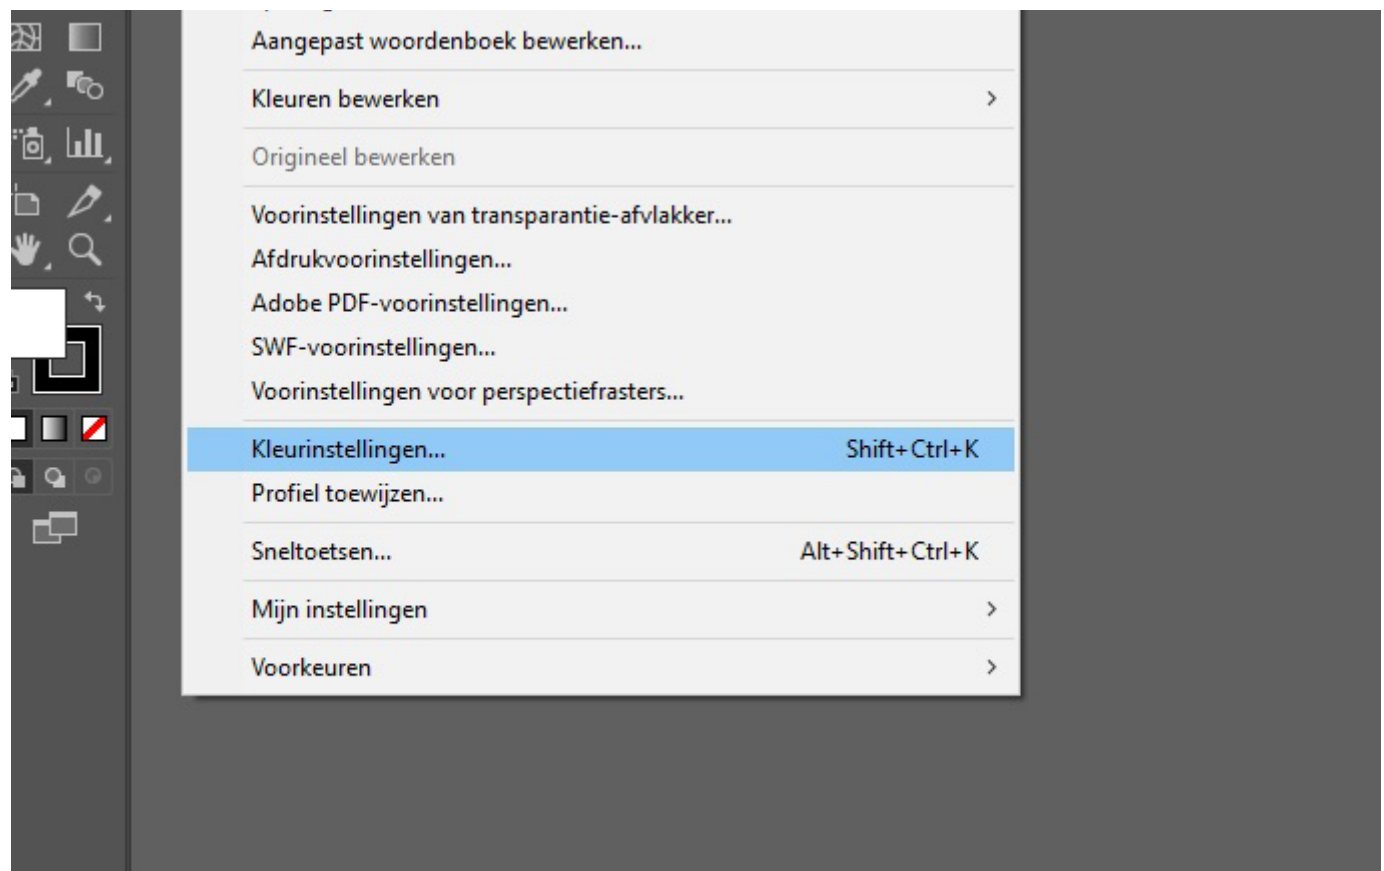 Aangepast woordenboek bewerken...
Kleuren bewerken
Origineel bewerken
Voorinstellingen van transparantie-afvlakker...
Afdrukvoorinstellingen...
Adobe PDF-voorinstellingen...
SWF-voorinstellingen...
Voorinstellingen voor perspectiefrasters...
Kleurinstellingen... Shift+Ctrl+K
Profiel toewijzen...
Sneltoetsen... Alt+Shift+Ctrl+K
Mijn instellingen
Voorkeuren